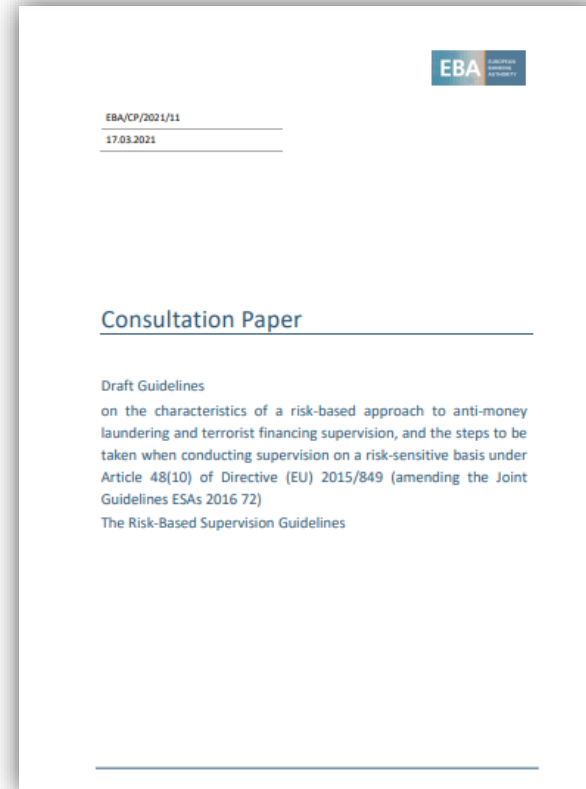 EBA EUROPEAN
BANKING
AUTHORITY
EBA/CP/2021/11
17.03.2021
Consultation Paper
Draft Guidelines
on the characteristics of a risk-based approach to anti-money
laundering and terrorist financing supervision, and the steps to be
taken when conducting supervision on a risk-sensitive basis under
Article 48(10) of Directive (EU) 2015/849 (amending the Joint
Guidelines ESAs 2016 72)
The Risk-Based Supervision Guidelines